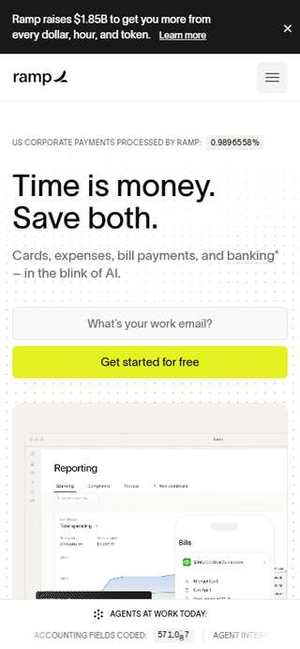 Ramp raises $1.85B to get you more from
every dollar, hour, and token. Learn more
ramp
US CORPORATE PAYMENTS PROCESSED BY RAMP: 0.9896558%
Time is money.
Save both.
Cards, expenses, bill payments, and banking*
– in the blink of AI.
What's your work email?
Get started for free
Reporting
Bills
Total spending
AGENTS AT WORK TODAY:
ACCOUNTING FIELDS CODED: